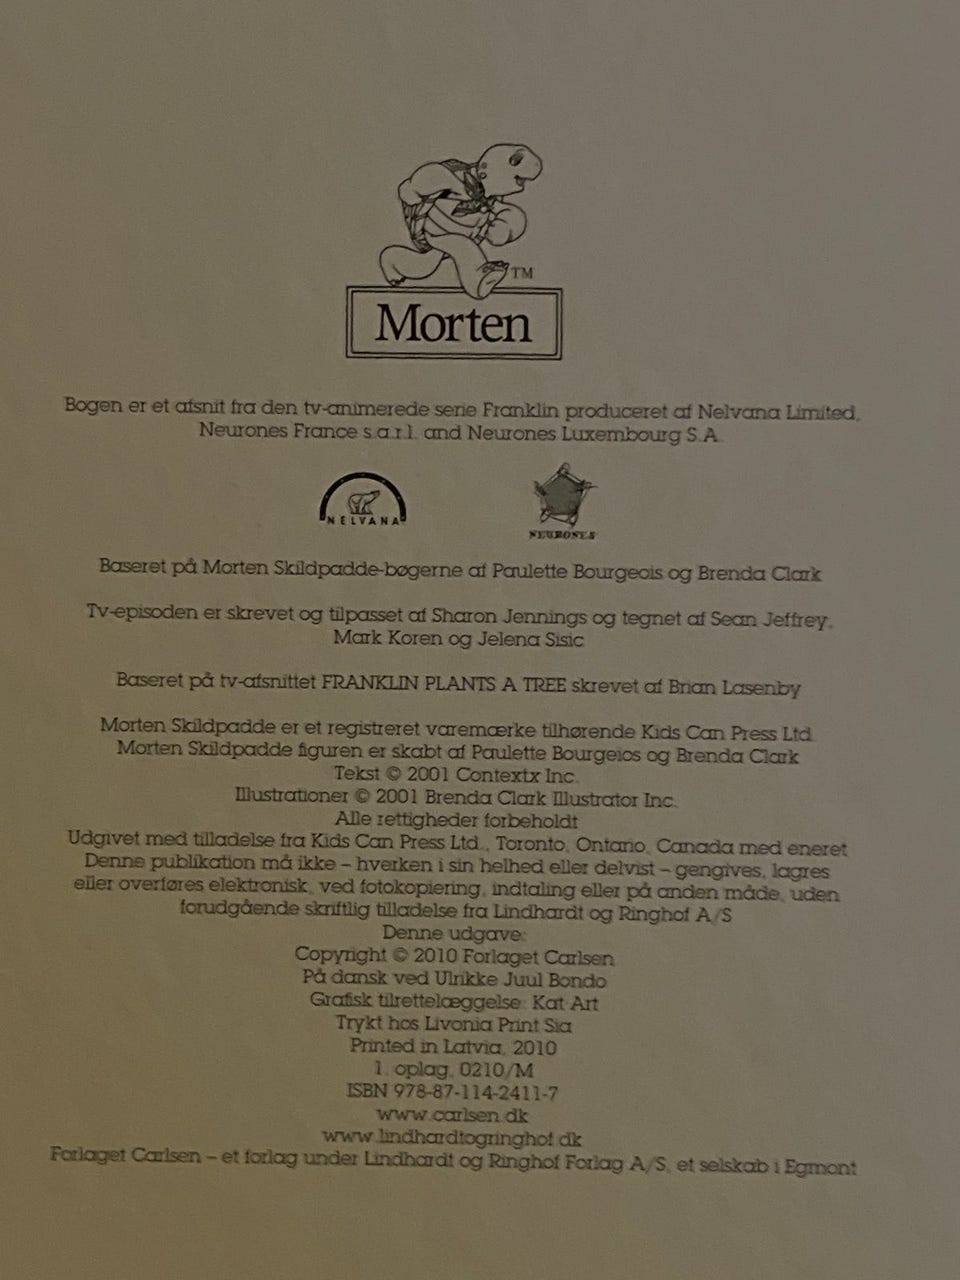 TM
Morten
Bogen er et afsnit fra den tv-animerede serie Franklin produceret af Nelvana Limited,
Neurones France s.a.r.l. and Neurones Luxembourg S.A.
NELVANA
NEURONES
Baseret på Morten Skildpadde-bøgerne af Paulette Bourgeois og Brenda Clark
Tv-episoden er skrevet og tilpasset af Sharon Jennings og tegnet af Sean Jeffrey,
Mark Koren og Jelena Sisic
Baseret på tv-afsnittet FRANKLIN PLANTS A TREE skrevet af Brian Lasenby
Morten Skildpadde er et registreret varemærke tilhørende Kids Can Press Ltd.
Morten Skildpadde figuren er skabt af Paulette Bourgeios og Brenda Clark
Tekst © 2001 Contextx Inc.
Illustrationer © 2001 Brenda Clark Illustrator Inc.
Alle rettigheder forbeholdt
Udgivet med tilladelse fra Kids Can Press Ltd., Toronto, Ontario, Canada med eneret
Denne publikation må ikke – hverken i sin helhed eller delvist – gengives, lagres
eller overføres elektronisk, ved fotokopiering, indtaling eller på anden måde, uden
forudgående skriftlig tilladelse fra Lindhardt og Ringhof A/S
Denne udgave:
Copyright © 2010 Forlaget Carlsen
På dansk ved Ulrikke Juul Bondo
Grafisk tilrettelæggelse: Kat Art
Trykt hos Livonia Print Sia
Printed in Latvia, 2010
1. oplag, 0210/M
ISBN 978-87-114-2411-7
www.carlsen.dk
www.lindhardtogringhof.dk
Forlaget Carlsen – et forlag under Lindhardt og Ringhof Forlag A/S, et selskab i Egmont